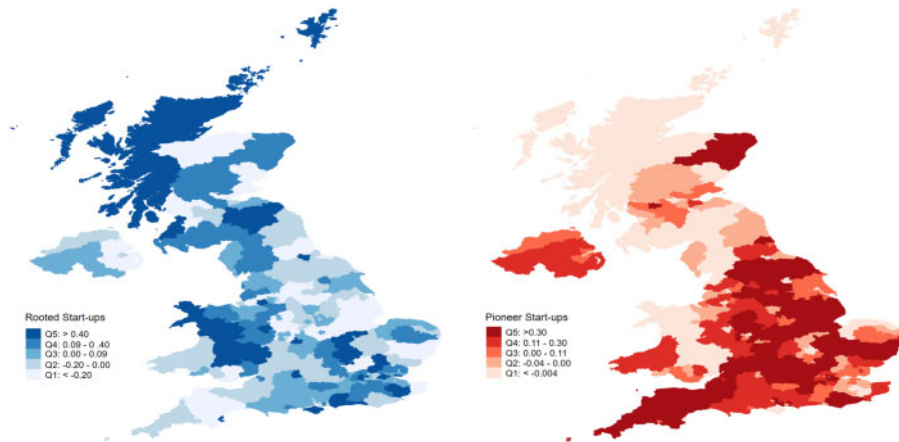 Rooted Start-ups
Q5: > 0.40
Q4: 0.09 - 0 .40
Q3: 0.00 - 0.09
Q2: -0.20 - 0.00
Q1: < -0.20
Pioneer Start-ups
Q5: >0.30
Q4: 0.11 - 0.30
Q3: 0.00 - 0.11
Q2: -0.04 - 0.00
Q1: < -0.004